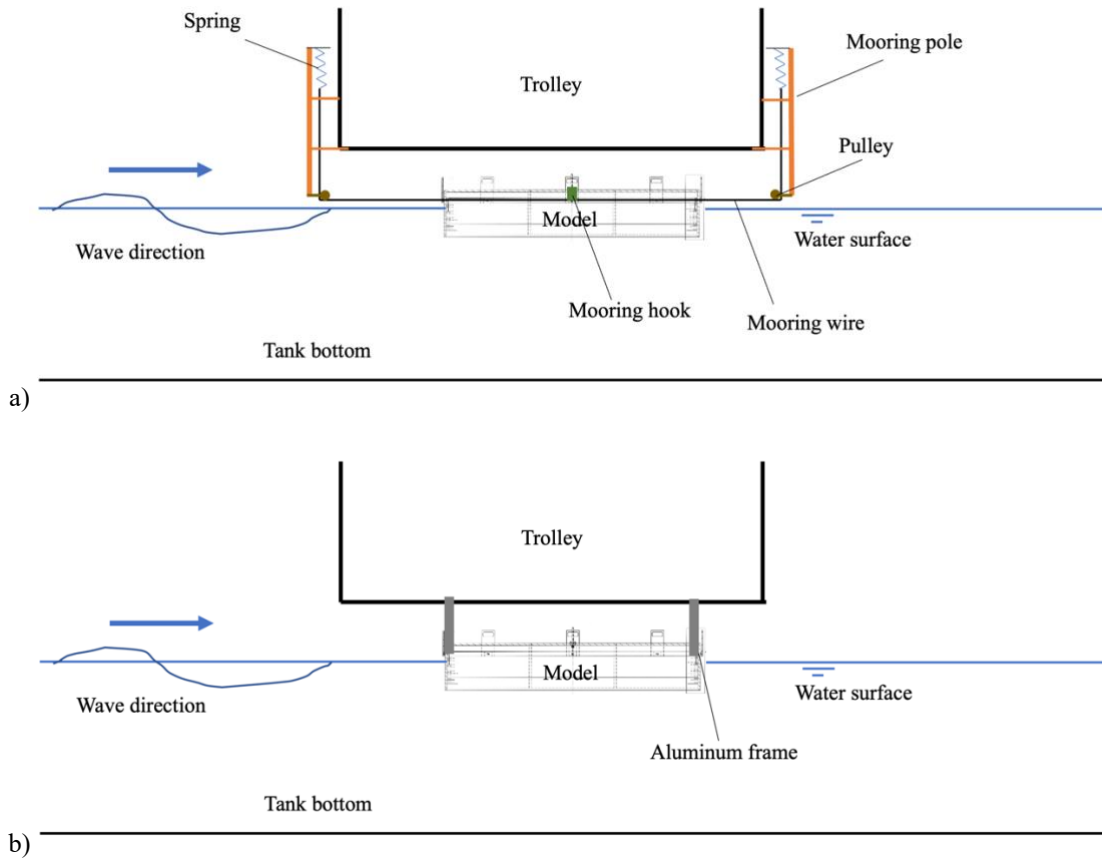 Spring
Mooring pole
Trolley
Pulley
Model
Wave direction
Water surface
Mooring hook
Mooring wire
Tank bottom
a)
Trolley
Model
Wave direction
Water surface
Aluminum frame
Tank bottom
b)